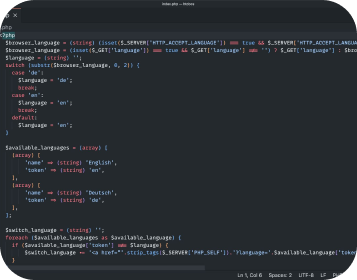 index.php — htdocs
php
<?php
$browser_language = (string) (isset($_SERVER['HTTP_ACCEPT_LANGUAGE']) === true && $_SERVER['HTTP_ACCEPT_LANGUA
$browser_language = (isset($_GET['language']) === true && $_GET['language'] !== '') ? $_GET['language'] : $bro
$language = (string) '';
switch (substr($browser_language, 0, 2)) {
case 'de':
$language = 'de';
break;
case 'en':
$language = 'en';
break;
default:
$language = 'en';
}
$available_languages = (array) [
(array) [
'name' => (string) 'English',
'token' => (string) 'en',
],
(array) [
'name' => (string) 'Deutsch',
'token' => (string) 'de',
],
];
$switch_language = (string) '';
foreach ($available_languages as $available_language) {
if ($available_language['token'] !== $language) {
$switch_language .= '<a href="'.strip_tags($_SERVER['PHP_SELF']).'?language='.$available_language['token
}
Ln 1, Col 6 Spaces: 2 UTF-8 LF